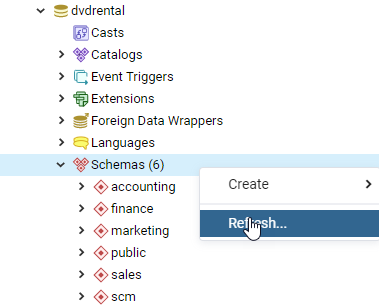 dvdrental
Casts
Catalogs
Event Triggers
Extensions
Foreign Data Wrappers
Languages
Schemas (6)
accounting
Create
finance
Refresh...
marketing
public
sales
scm